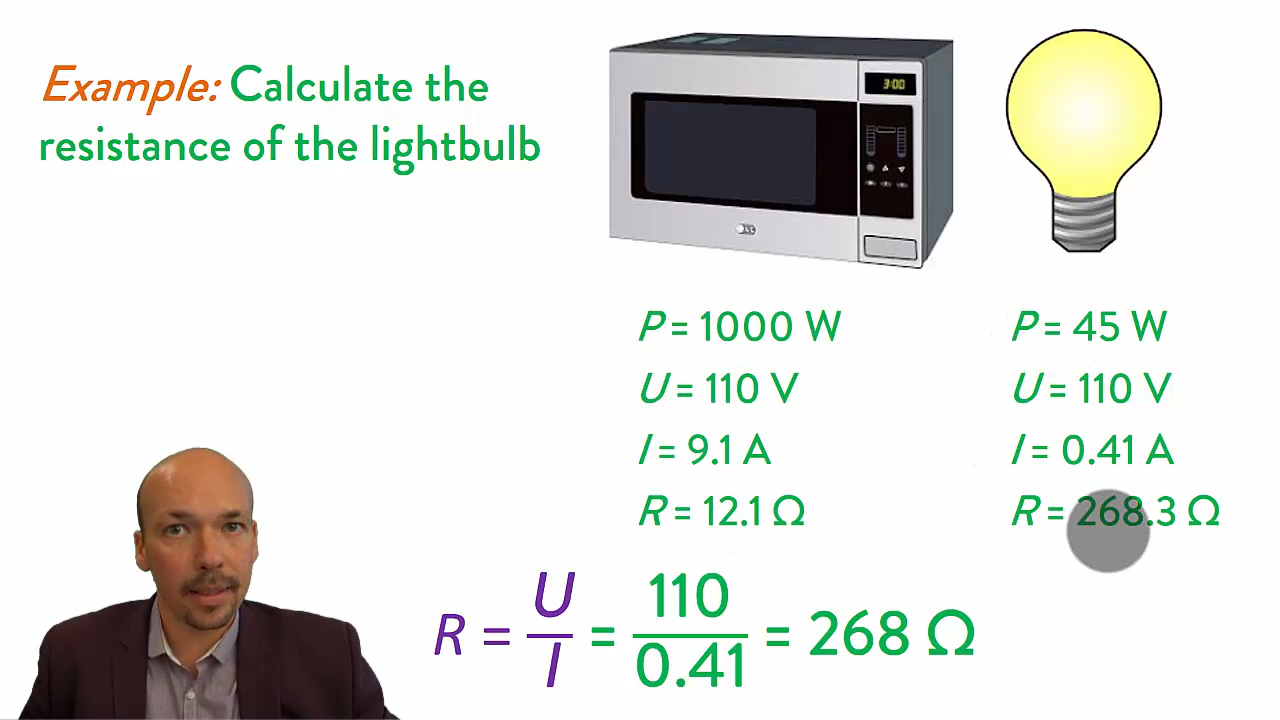 Example: Calculate the
resistance of the lightbulb
3:00
LG
P = 1000 W
U = 110 V
I = 9.1 A
R = 12.1 Ω
P = 45 W
U = 110 V
I = 0.41 A
R = 268.3 Ω
R = U/I = 110/0.41 = 268 Ω